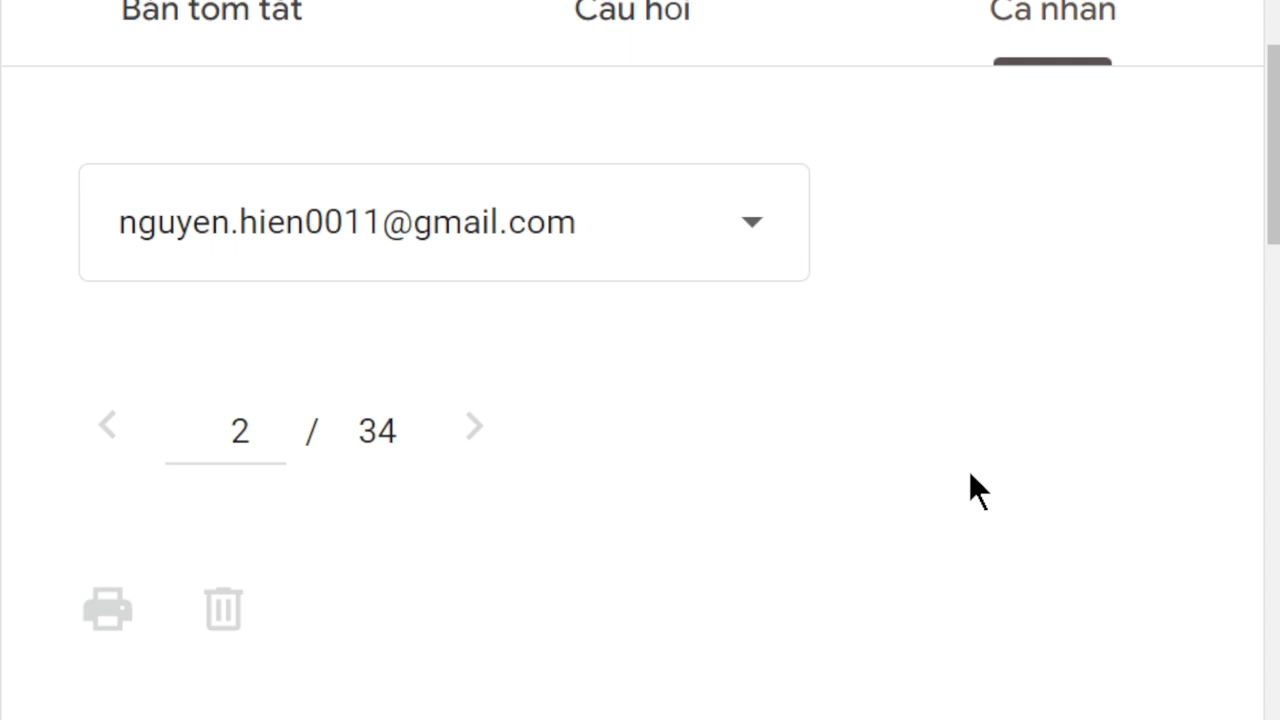 Bản tóm tắt Câu hỏi Cá nhân
nguyen.hien0011@gmail.com
2 / 34